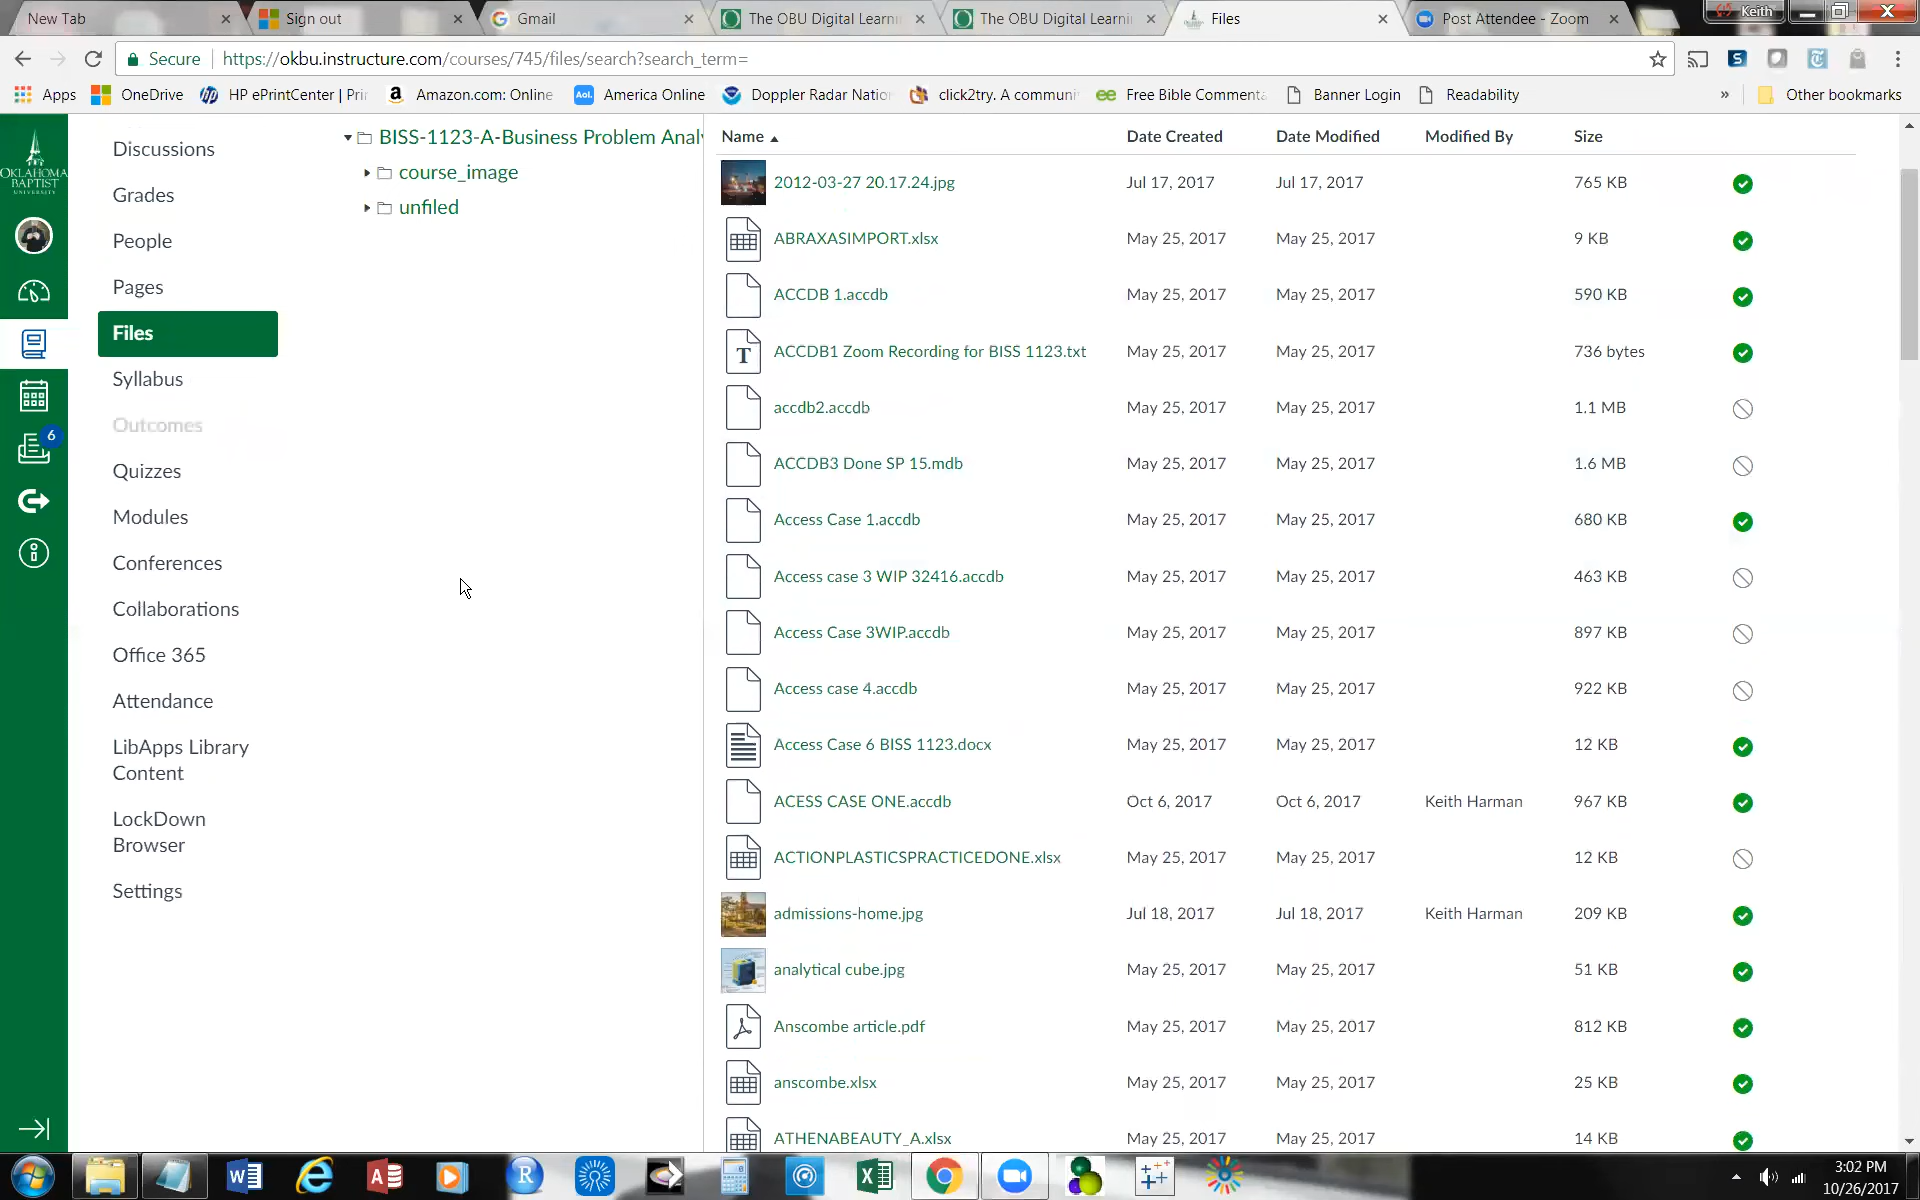 New Tab
Sign out
Gmail
The OBU Digital Learnin
The OBU Digital Learnin
Files
Post Attendee - Zoom
Keith
Secure
https://okbu.instructure.com/courses/745/files/search?search_term=
Apps
OneDrive
HP ePrintCenter | Prin
Amazon.com: Online
Aol.
America Online
Doppler Radar Nation
click2try. A communi
Free Bible Commenta
Banner Login
Readability
»
Other bookmarks
OKLAHOMA
BAPTIST
UNIVERSITY
6
Discussions
Grades
People
Pages
Files
Syllabus
Outcomes
Quizzes
Modules
Conferences
Collaborations
Office 365
Attendance
LibApps Library
Content
LockDown
Browser
Settings
BISS-1123-A-Business Problem Analy
course_image
unfiled
Name Date Created Date Modified Modified By Size
2012-03-27 20.17.24.jpg Jul 17, 2017 Jul 17, 2017 765 KB
ABRAXASIMPORT.xlsx May 25, 2017 May 25, 2017 9 KB
ACCDB 1.accdb May 25, 2017 May 25, 2017 590 KB
ACCDB1 Zoom Recording for BISS 1123.txt May 25, 2017 May 25, 2017 736 bytes
accdb2.accdb May 25, 2017 May 25, 2017 1.1 MB
ACCDB3 Done SP 15.mdb May 25, 2017 May 25, 2017 1.6 MB
Access Case 1.accdb May 25, 2017 May 25, 2017 680 KB
Access case 3 WIP 32416.accdb May 25, 2017 May 25, 2017 463 KB
Access Case 3WIP.accdb May 25, 2017 May 25, 2017 897 KB
Access case 4.accdb May 25, 2017 May 25, 2017 922 KB
Access Case 6 BISS 1123.docx May 25, 2017 May 25, 2017 12 KB
ACESS CASE ONE.accdb Oct 6, 2017 Oct 6, 2017 Keith Harman 967 KB
ACTIONPLASTICSPRACTICEDONE.xlsx May 25, 2017 May 25, 2017 12 KB
admissions-home.jpg Jul 18, 2017 Jul 18, 2017 Keith Harman 209 KB
analytical cube.jpg May 25, 2017 May 25, 2017 51 KB
Anscombe article.pdf May 25, 2017 May 25, 2017 812 KB
anscombe.xlsx May 25, 2017 May 25, 2017 25 KB
ATHENABEAUTY_A.xlsx May 25, 2017 May 25, 2017 14 KB
3:02 PM
10/26/2017